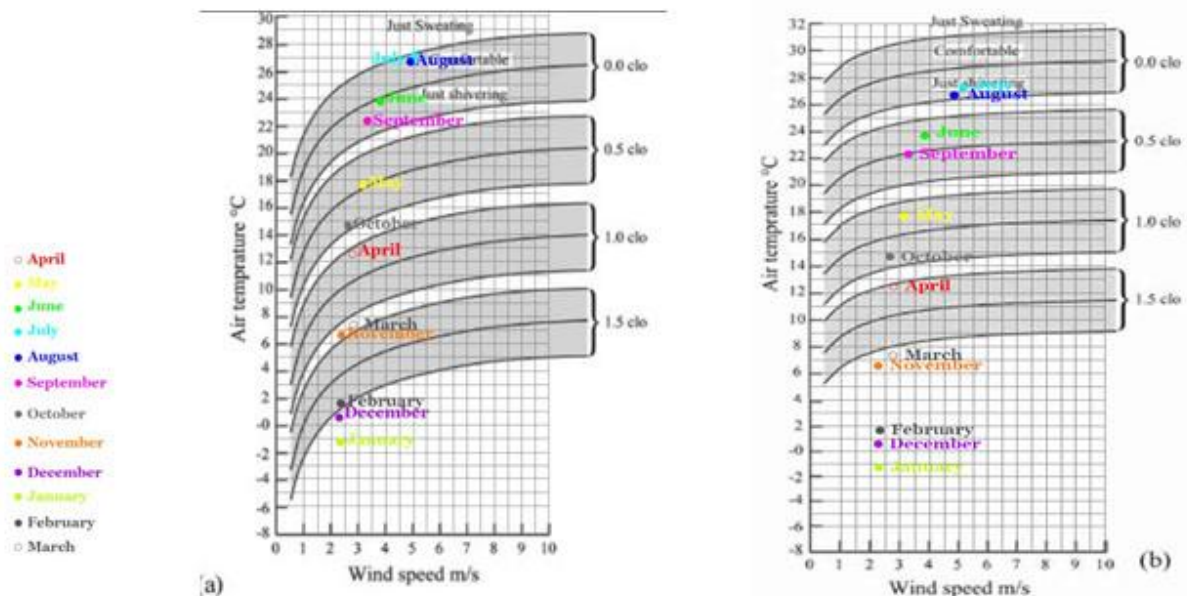 April
May
June
July
August
September
October
November
December
January
February
March
Air temprature °C
30
28
26
24
22
20
18
16
14
12
10
8
6
4
2
-0
-2
-4
-6
-8
Just Sweating
July
August
Comfortable
June
Just shivering
September
May
October
April
March
November
February
December
January
0.0 clo
0.5 clo
1.0 clo
1.5 clo
0 1 2 3 4 5 6 7 8 9 10
Wind speed m/s
(a)
Air temprature °C
32
30
28
26
24
22
20
18
16
14
12
10
8
6
4
2
-0
-2
-4
-8
Just Sweating
Comfortable
Just shivering
August
June
September
May
October
April
March
November
February
December
January
0.0 clo
0.5 clo
1.0 clo
1.5 clo
0 1 2 3 4 5 6 7 8 9 10
Wind speed m/s
(b)